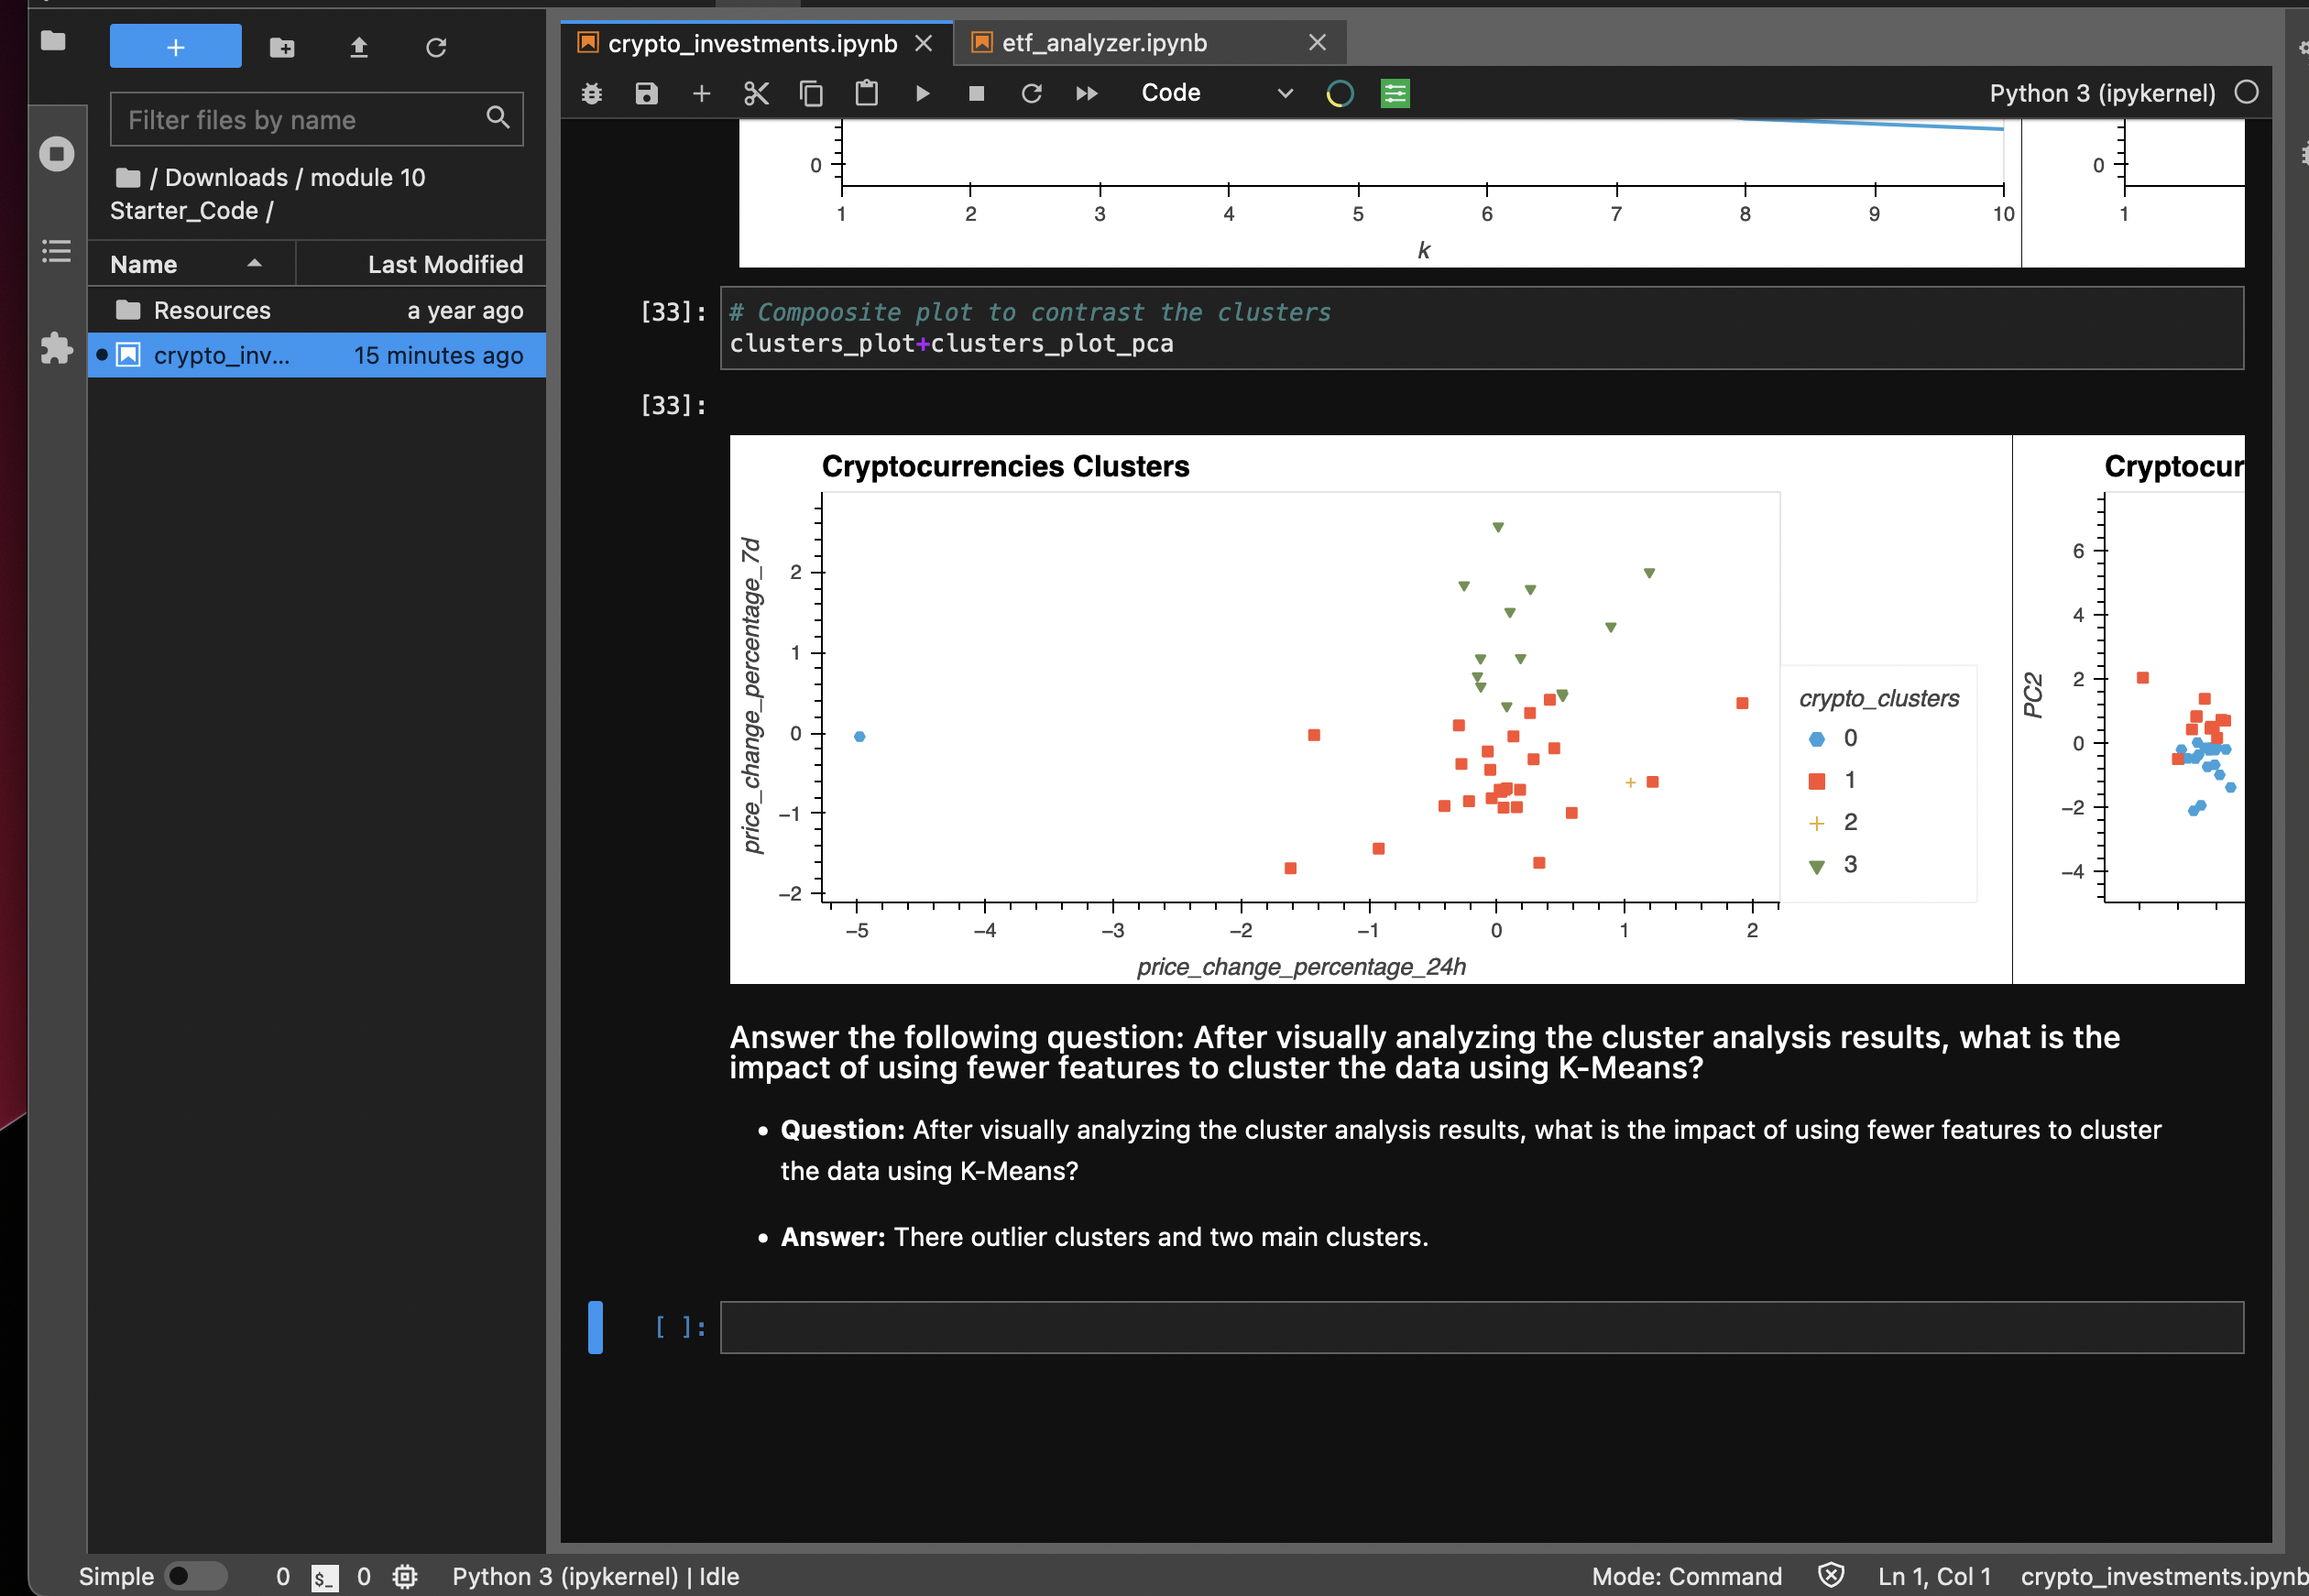 crypto_investments.ipynb
etf_analyzer.ipynb
Code
Python 3 (ipykernel)
Filter files by name
/ Downloads / module 10
Starter_Code /
Name
Last Modified
Resources
a year ago
crypto_inv...
15 minutes ago
0
1
2
3
4
5
6
7
8
9
10
k
0
1
[33]:
# Compoosite plot to contrast the clusters
clusters_plot+clusters_plot_pca
[33]:
Cryptocurrencies Clusters
price_change_percentage_7d
2
1
0
−1
−2
−5
−4
−3
−2
−1
0
1
2
price_change_percentage_24h
crypto_clusters
0
1
2
3
Cryptocur
PC2
6
4
2
0
−2
−4
Answer the following question: After visually analyzing the cluster analysis results, what is the
impact of using fewer features to cluster the data using K-Means?
• Question: After visually analyzing the cluster analysis results, what is the impact of using fewer features to cluster
the data using K-Means?
• Answer: There outlier clusters and two main clusters.
[ ]:
Simple
0
$_
0
Python 3 (ipykernel) | Idle
Mode: Command
Ln 1, Col 1
crypto_investments.ipynb